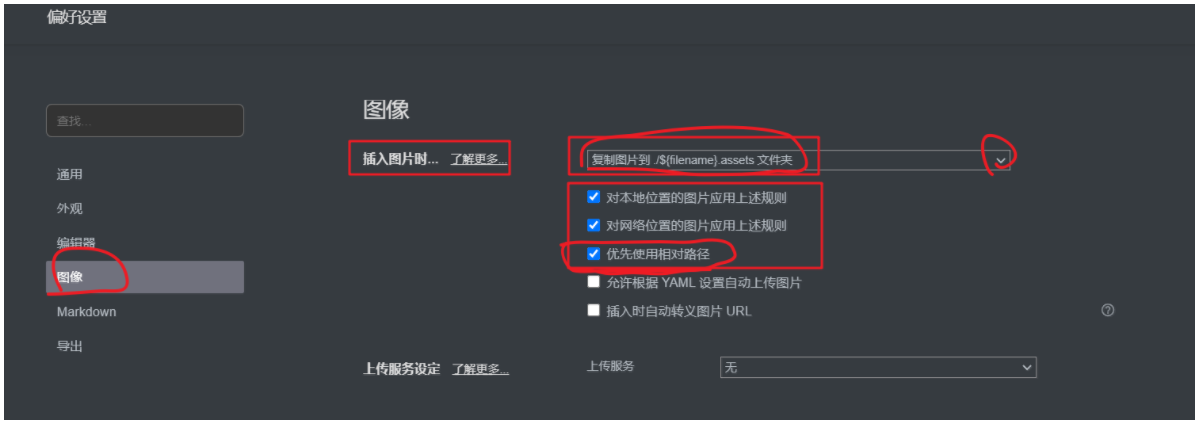 偏好设置
查找...
通用
外观
编辑器
图像
Markdown
导出
图像
插入图片时... 了解更多... 复制图片到 ./${filename}.assets 文件夹
对本地位置的图片应用上述规则
对网络位置的图片应用上述规则
优先使用相对路径
允许根据 YAML 设置自动上传图片
插入时自动转义图片 URL
上传服务设定 了解更多... 上传服务 无